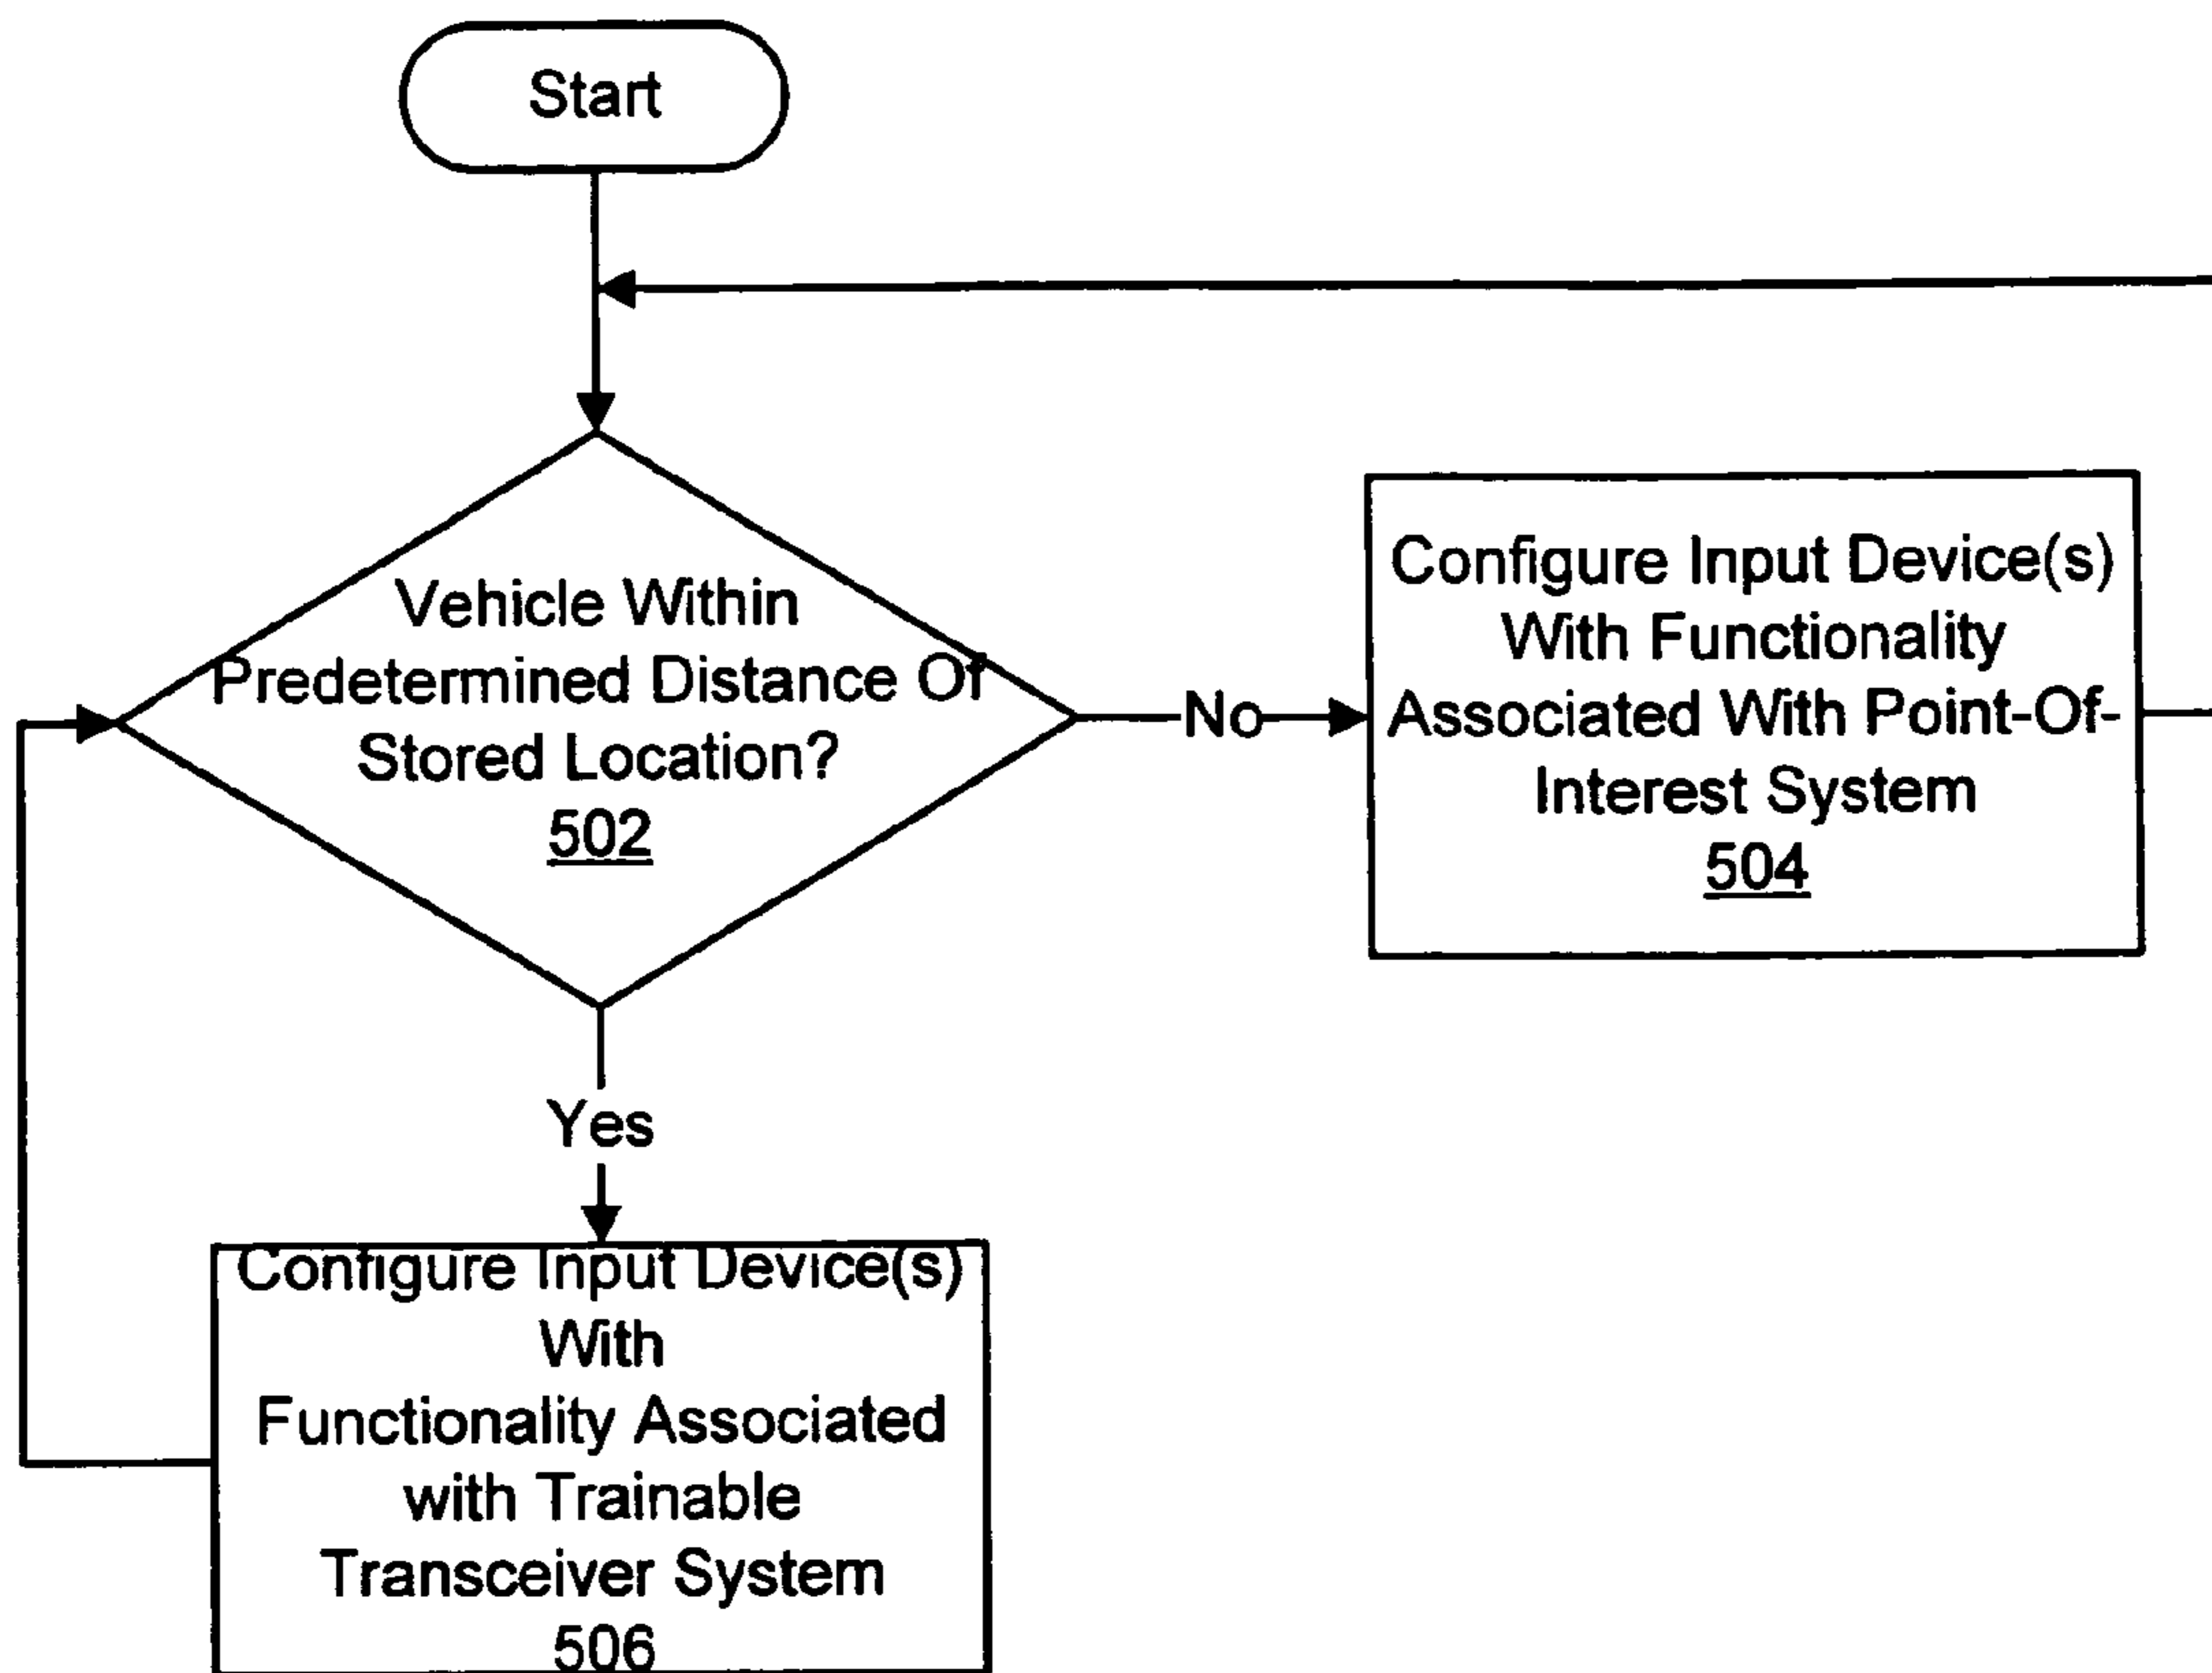 Start
Vehicle Within
Predetermined Distance Of
Stored Location?
502
No
Configure Input Device(s)
With Functionality
Associated With Point-Of-
Interest System
504
Yes
Configure Input Device(s)
With
Functionality Associated
with Trainable
Transceiver System
506